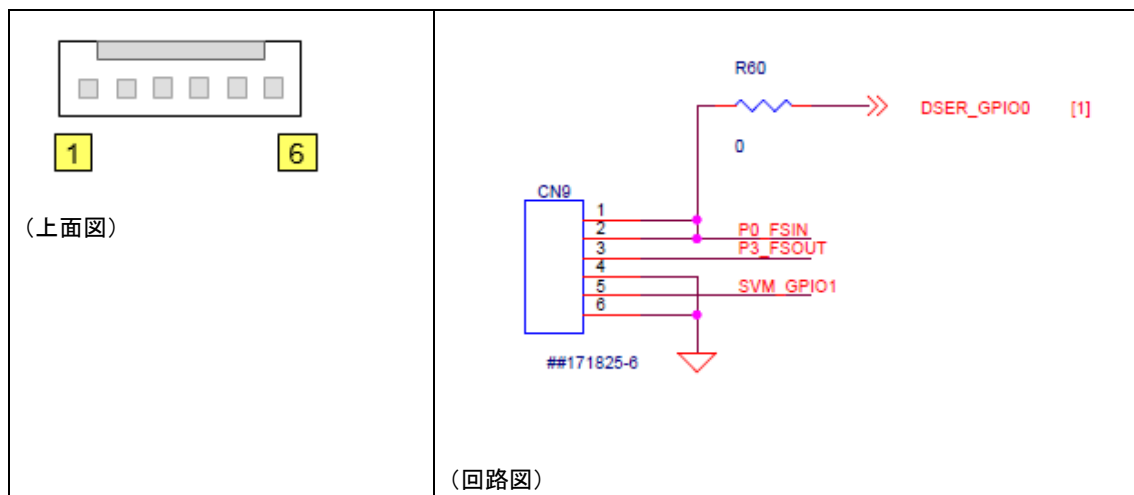 1
6
（上面図）
R60
DSER_GPIO0
[1]
0
CN9
1
2
P0_FSIN
3
P3_FSOUT
4
5
SVM_GPIO1
6
##171825-6
（回路図）